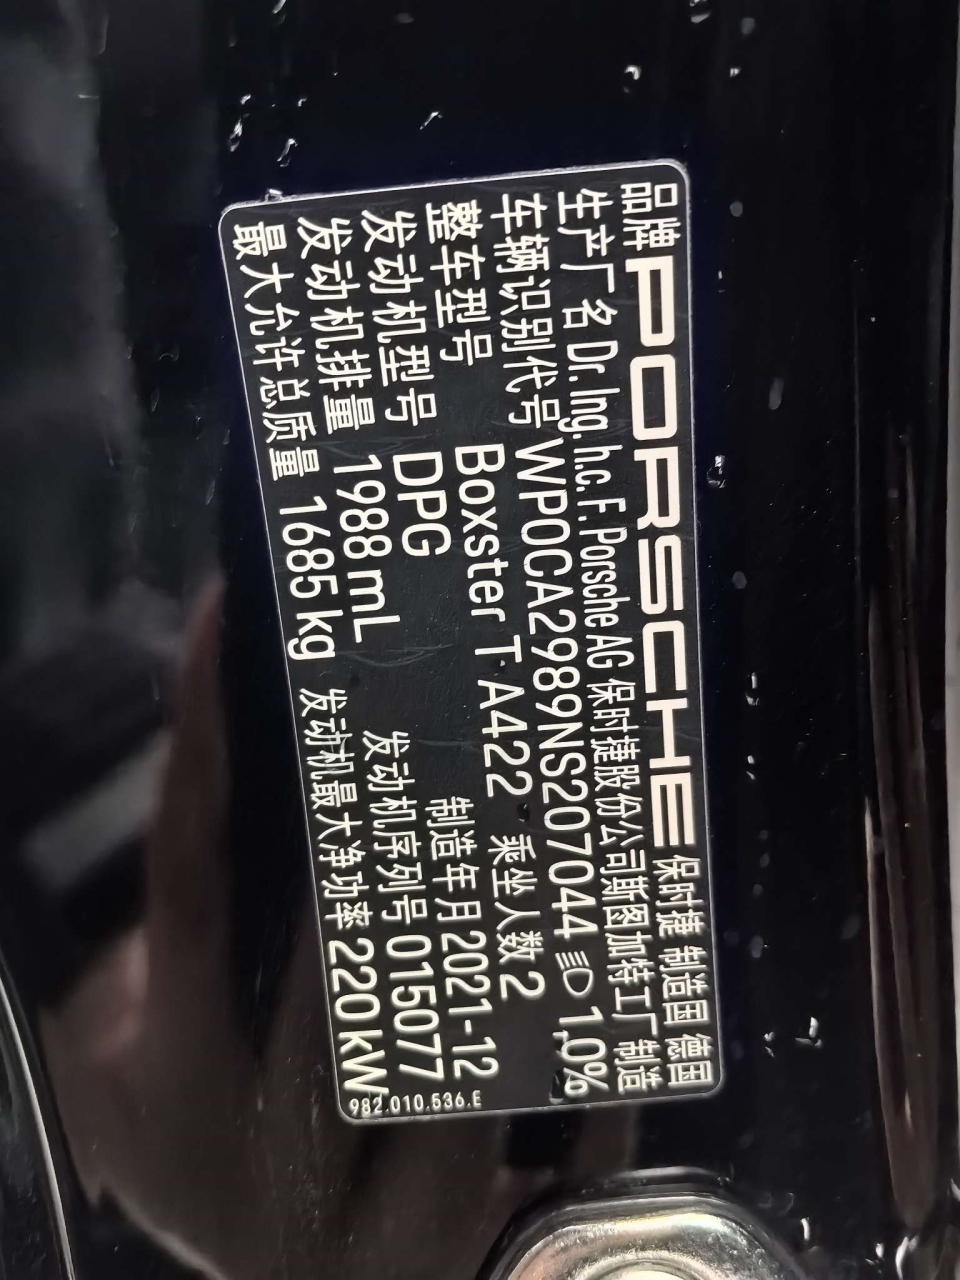 品牌 PORSCHE 保时捷 制造国 德国
生产厂名 Dr. Ing. h.c. F. Porsche AG 保时捷股份公司斯图加特工厂 制造
车辆识别代号 WP0CA2989NS207044 1,0%
整车型号 Boxster T·A422 乘坐人数 2
发动机型号 DPG 制造年月 2021-12
发动机排量 1988 mL 发动机序列号 015077
最大允许总质量 1685 kg 发动机最大净功率 220kW
982.010.536.E